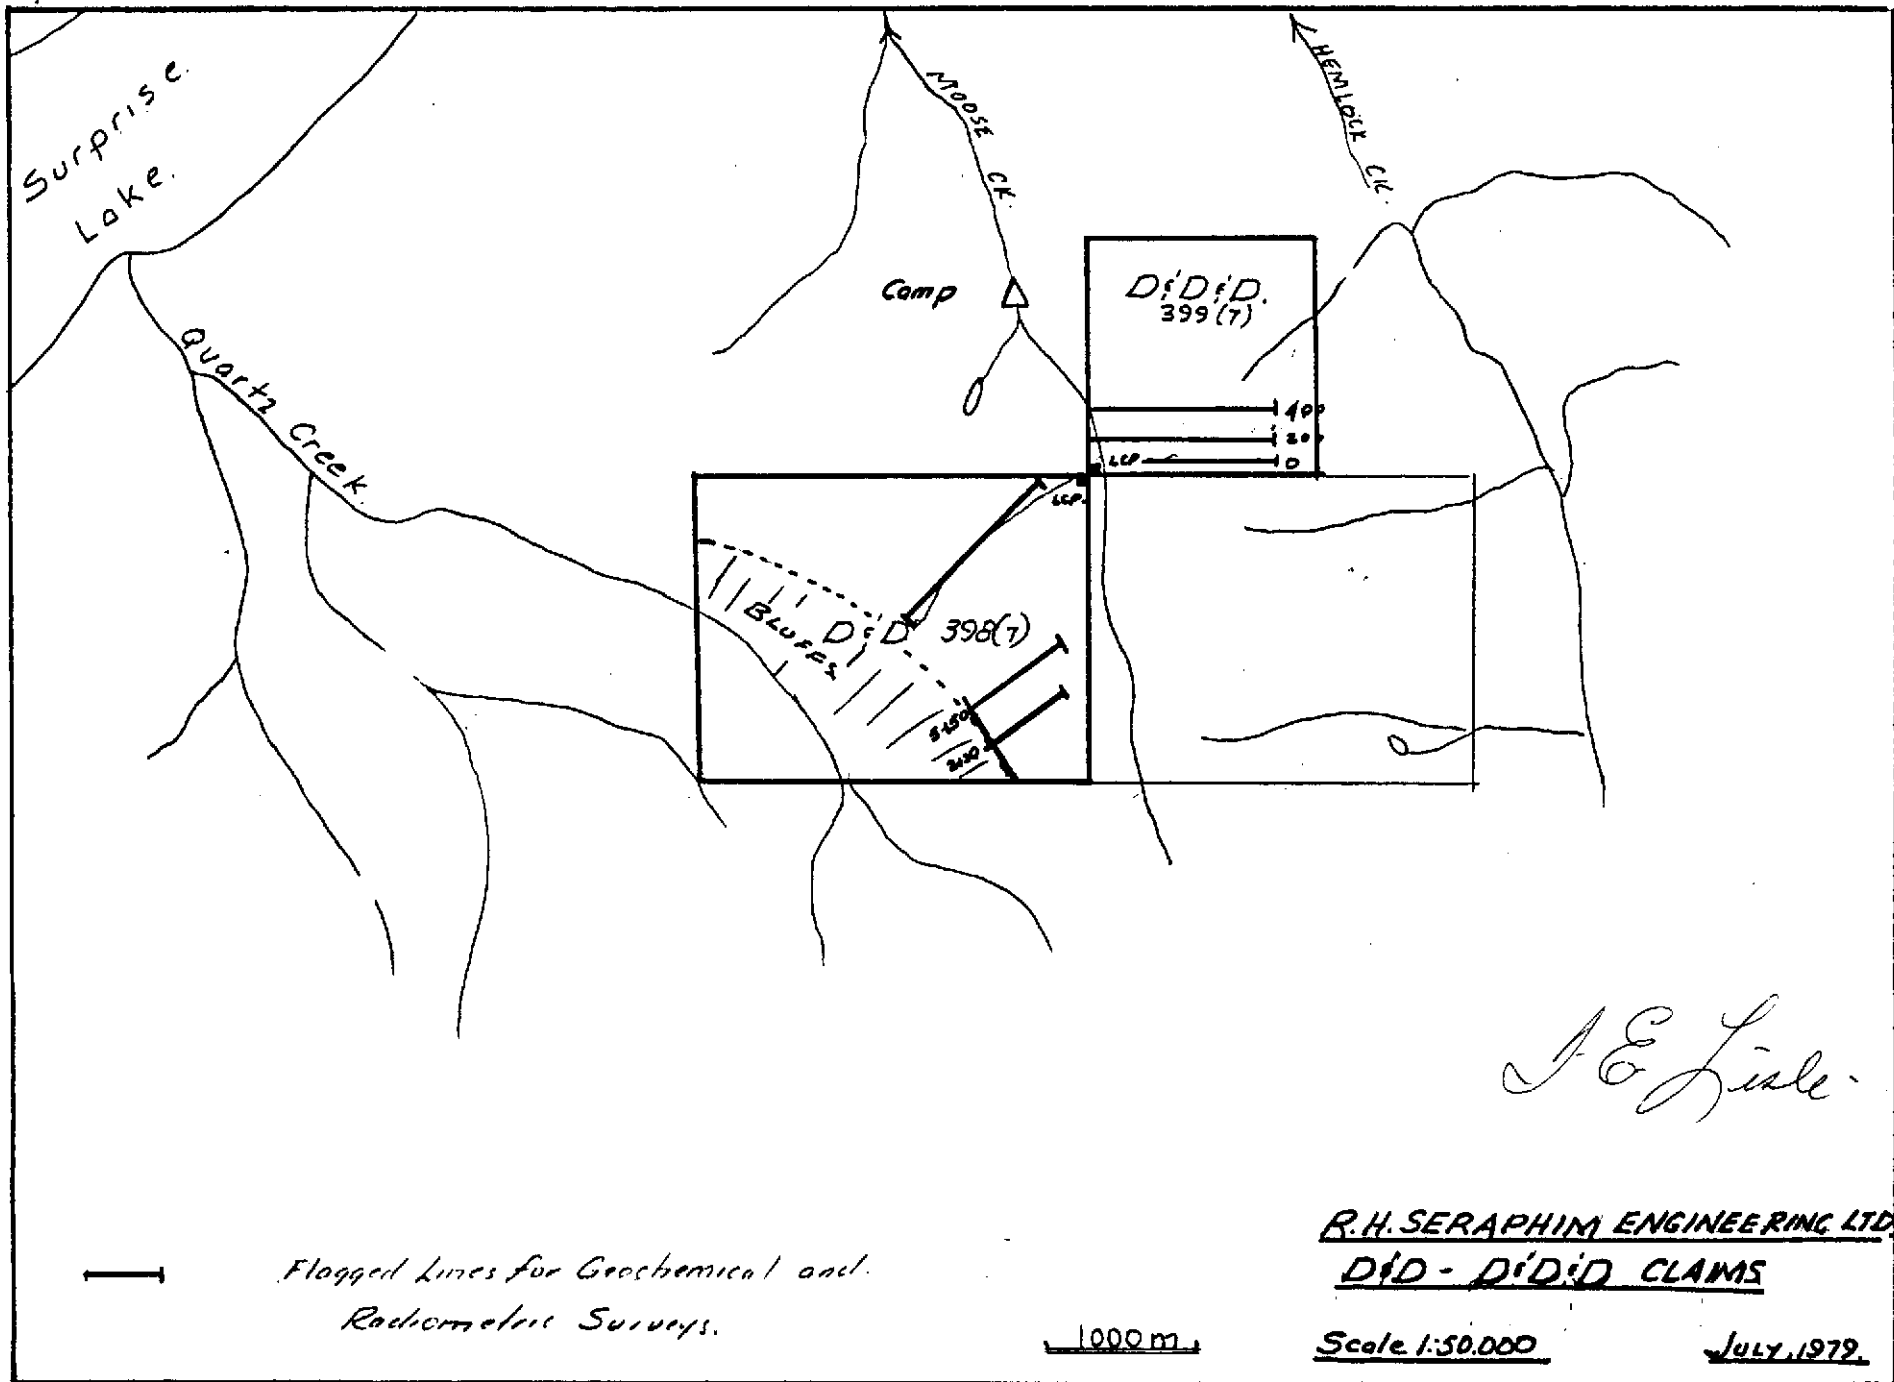 Surprise.
Lake.
MOOSE CK.
HEMLOCK CK.
Camp
D&D&D.
399(7)
400
200
LCP
0
LCP.
Quartz Creek.
BLUFFS
D&D 398(7)
R.H. SERAPHIM ENGINEERING LTD
D&D - D&D&D CLAIMS
Scale 1:50.000
JULY, 1979.
1000m
Flagged Lines for Geochemical and.
Radiometric Surveys.